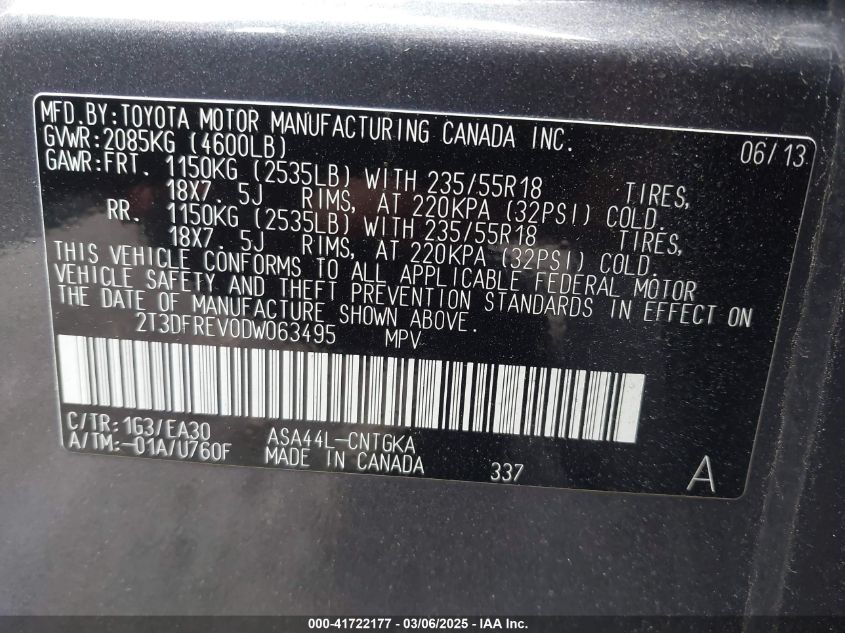 MFD.BY:TOYOTA MOTOR MANUFACTURING CANADA INC. 06/13
GVWR:2085KG (4600LB)
GAWR:FRT. 1150KG (2535LB) WITH 235/55R18 TIRES,
18X7. 5J RIMS, AT 220KPA (32PSI) COLD.
RR. 1150KG (2535LB) WITH 235/55R18 TIRES,
18X7. 5J RIMS, AT 220KPA (32PSI) COLD.
THIS VEHICLE CONFORMS TO ALL APPLICABLE FEDERAL MOTOR
VEHICLE SAFETY AND THEFT PREVENTION STANDARDS IN EFFECT ON
THE DATE OF MANUFACTURE SHOWN ABOVE.
2T3DFREV0DW063495 MPV
C/TR:1G3/EA30 ASA44L-CNTGKA
A/TM:-01A/U760F MADE IN CANADA 337 A
000-41722177 - 03/06/2025 - IAA Inc.